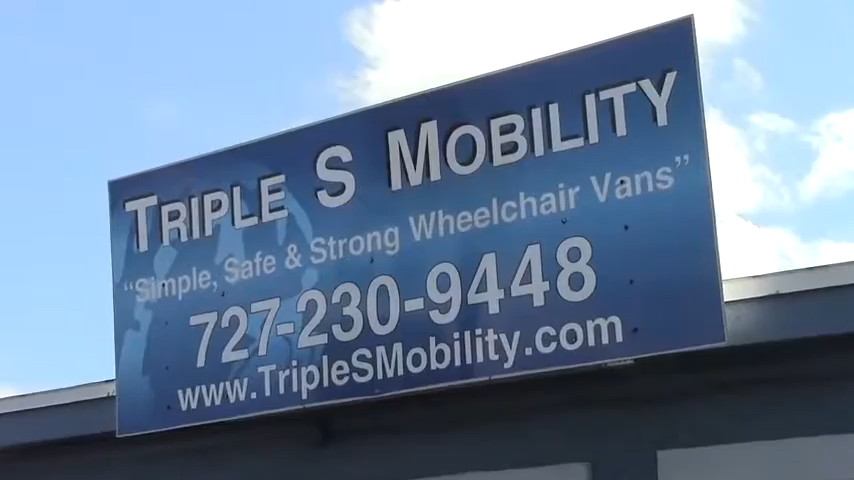 TRIPLE S MOBILITY
“Simple, Safe & Strong Wheelchair Vans”
727-230-9448
www.TripleSMobility.com